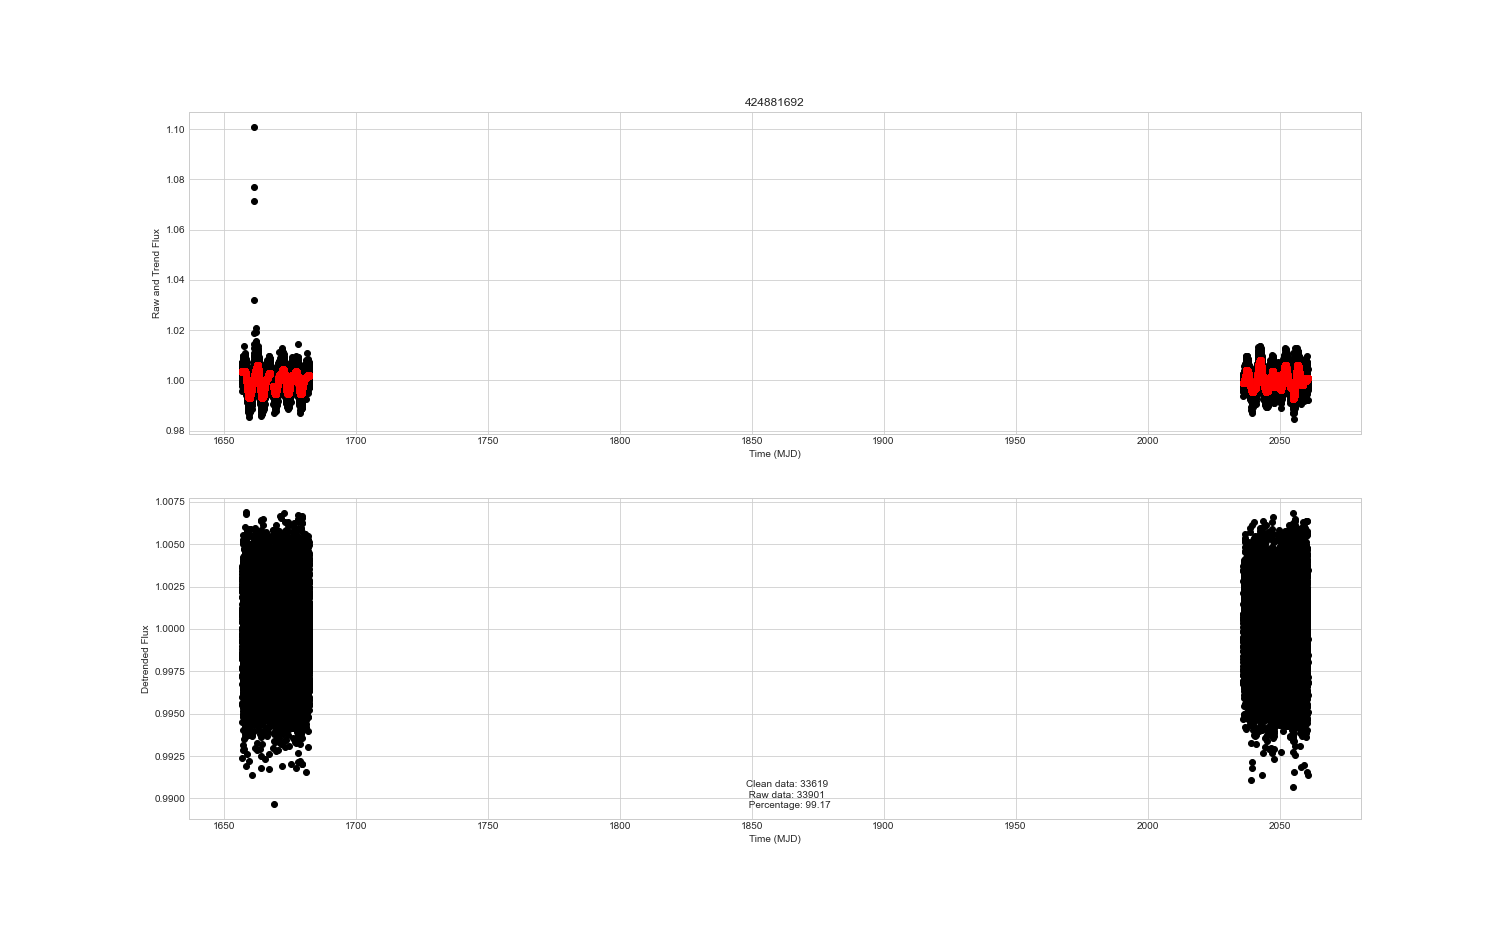 424881692
1.10
1.08
1.06
1.04
1.02
1.00
0.98
Raw and Trend Flux
1650 1700 1750 1800 1850 1900 1950 2000 2050
Time (MJD)
1.0075
1.0050
1.0025
1.0000
0.9975
0.9950
0.9925
0.9900
Detrended Flux
Clean data: 33619
Raw data: 33901
Percentage: 99.17
1650 1700 1750 1800 1850 1900 1950 2000 2050
Time (MJD)